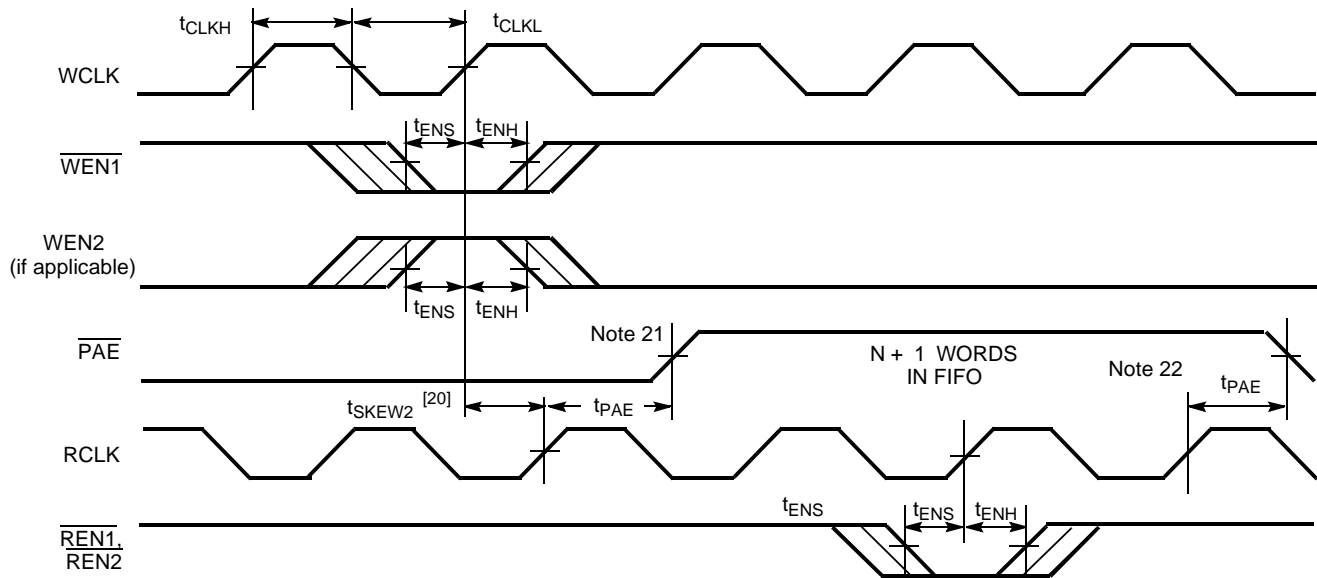 tCLKH
tCLKL
WCLK
tENS tENH
WEN1
WEN2
(if applicable)
tENS tENH
Note 21
PAE
N + 1 WORDS
IN FIFO
Note 22
tPAE
tSKEW2 [20]
tPAE
RCLK
tENS
tENS tENH
REN1,
REN2